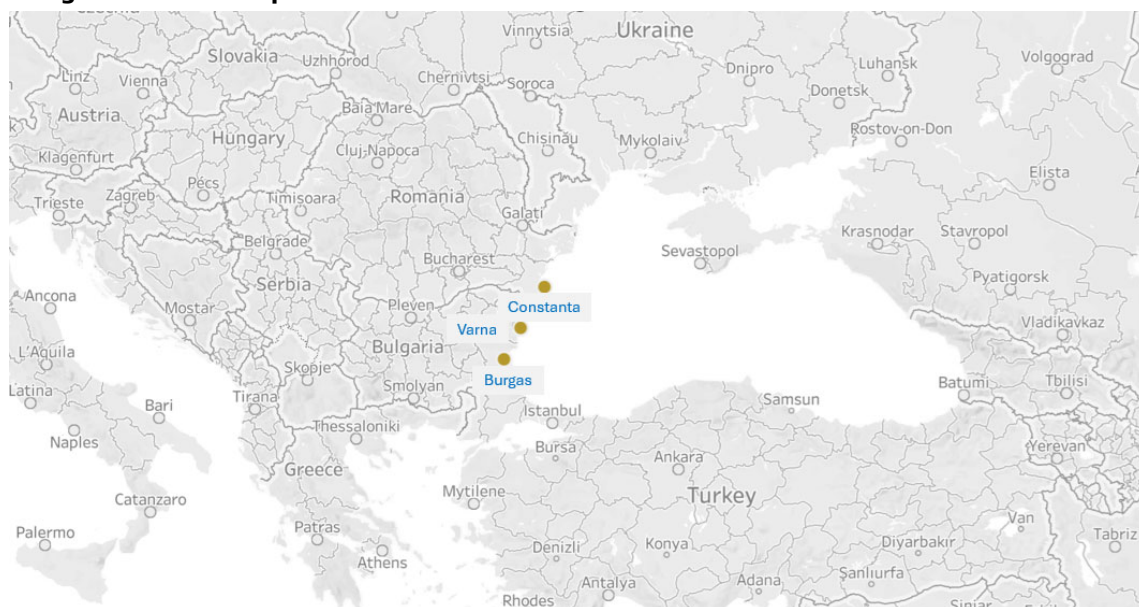 Vinnytsia
Ukraine
Slovakia
Uzhhorod
Linz
Vienna
Chernivtsi
Soroca
Dnipro
Luhansk
Volgograd
Donetsk
Austria
Baia Mare
Hungary
Chișinău
Mykolaiv
Rostov-on-Don
Klagenfurt
Cluj-Napoca
Pécs
Elista
Zagreb
Trieste
Timișoara
Romania
Galați
Krasnodar
Stavropol
Belgrade
Sevastopol
Bucharest
Pyatigorsk
Serbia
Ancona
Mostar
Pleven
Constanta
Varna
Vladikavkaz
L'Aquila
Bulgaria
Skopje
Burgas
Latina
Smolyan
Tirana
Batumi
Tbilisi
Bari
Samsun
Istanbul
Thessaloniki
Naples
Bursa
Yerevan
Ankara
Greece
Mytilene
Turkey
Catanzaro
Patras
Van
Palermo
Athens
Denizli
Konya
Diyarbakır
Tabriz
Şanlıurfa
Adana
Antalya
Rhodes